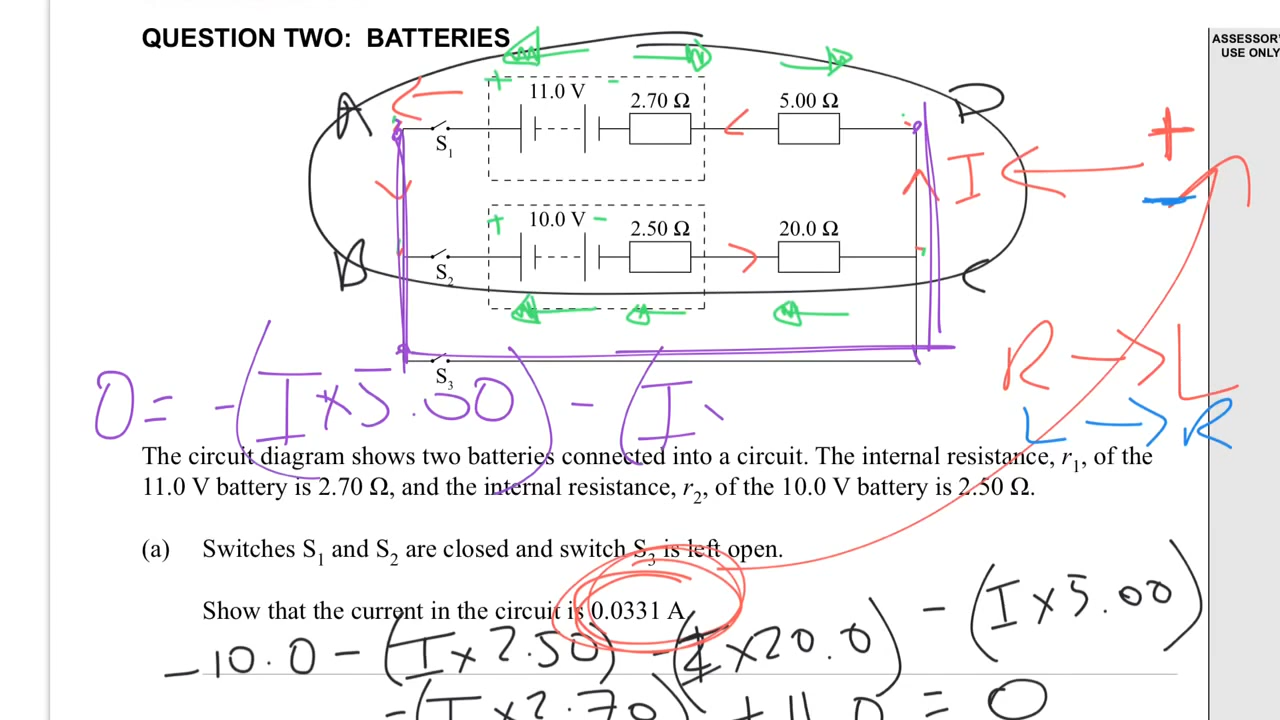 QUESTION TWO: BATTERIES
ASSESSOR'
USE ONLY
+ 11.0 V -
2.70 Ω
5.00 Ω
A
D
S1
I
+
-
+ 10.0 V -
2.50 Ω
20.0 Ω
B
C
S2
S3
R → L
L → R
0 = -(I × 5.00) - (I
The circuit diagram shows two batteries connected into a circuit. The internal resistance, r1, of the
11.0 V battery is 2.70 Ω, and the internal resistance, r2, of the 10.0 V battery is 2.50 Ω.
(a) Switches S1 and S2 are closed and switch S3 is left open.
Show that the current in the circuit is 0.0331 A.
-10.0 - (I × 2.50) - (I × 20.0) - (I × 5.00)
-(I × 2.70) + 11.0 = 0